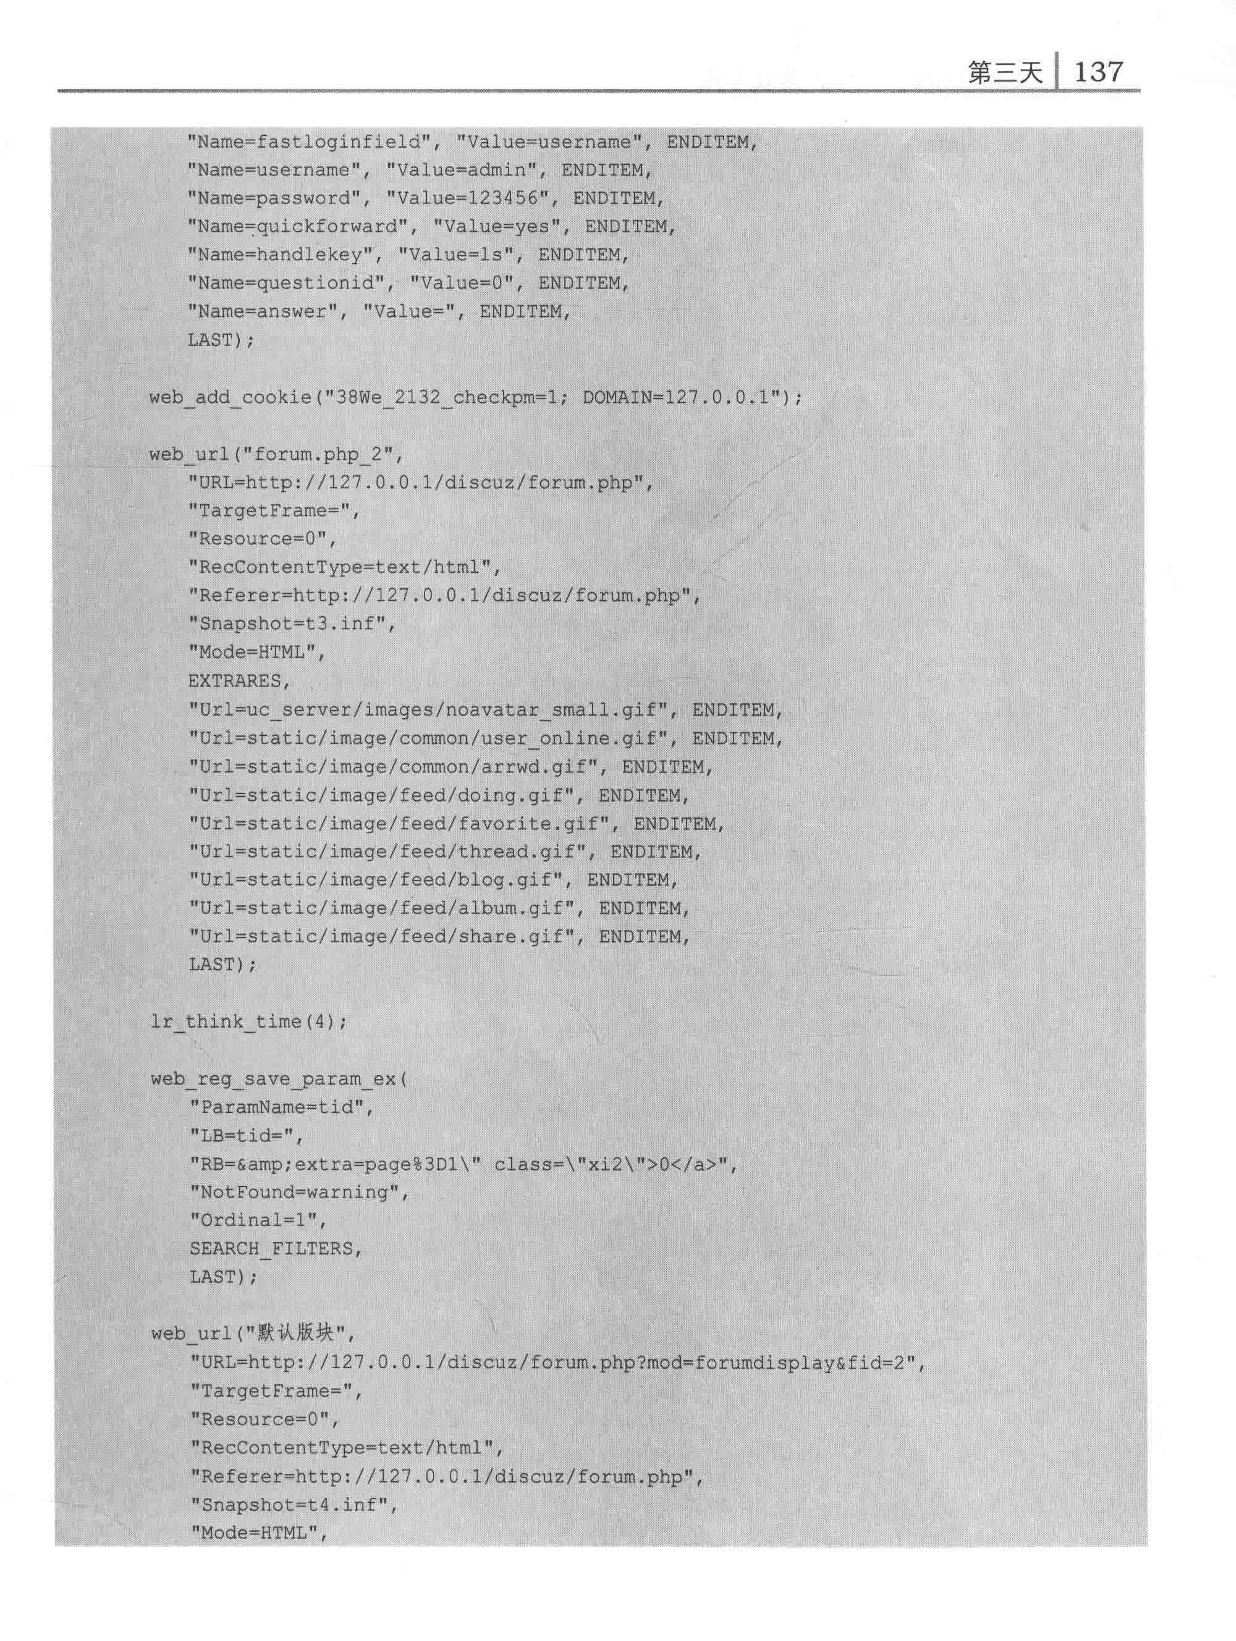 第三天 137
"Name=fastloginfield", "Value=username", ENDITEM,
"Name=username", "Value=admin", ENDITEM,
"Name=password", "Value=123456", ENDITEM,
"Name=quickforward", "Value=yes", ENDITEM,
"Name=handlekey", "Value=ls", ENDITEM,
"Name=questionid", "Value=0", ENDITEM,
"Name=answer", "Value=", ENDITEM,
LAST);
web_add_cookie("38We_2132_checkpm=1; DOMAIN=127.0.0.1");
web_url("forum.php_2",
"URL=http://127.0.0.1/discuz/forum.php",
"TargetFrame=",
"Resource=0",
"RecContentType=text/html",
"Referer=http://127.0.0.1/discuz/forum.php",
"Snapshot=t3.inf",
"Mode=HTML",
EXTRARES,
"Url=uc_server/images/noavatar_small.gif", ENDITEM,
"Url=static/image/common/user_online.gif", ENDITEM,
"Url=static/image/common/arrwd.gif", ENDITEM,
"Url=static/image/feed/doing.gif", ENDITEM,
"Url=static/image/feed/favorite.gif", ENDITEM,
"Url=static/image/feed/thread.gif", ENDITEM,
"Url=static/image/feed/blog.gif", ENDITEM,
"Url=static/image/feed/album.gif", ENDITEM,
"Url=static/image/feed/share.gif", ENDITEM,
LAST);
lr_think_time(4);
web_reg_save_param_ex(
"ParamName=tid",
"LB=tid=",
"RB=&amp;extra=page%3D1\" class=\"xi2\">0</a>",
"NotFound=warning",
"Ordinal=1",
SEARCH_FILTERS,
LAST);
web_url("默认版块",
"URL=http://127.0.0.1/discuz/forum.php?mod=forumdisplay&fid=2",
"TargetFrame=",
"Resource=0",
"RecContentType=text/html",
"Referer=http://127.0.0.1/discuz/forum.php",
"Snapshot=t4.inf",
"Mode=HTML",